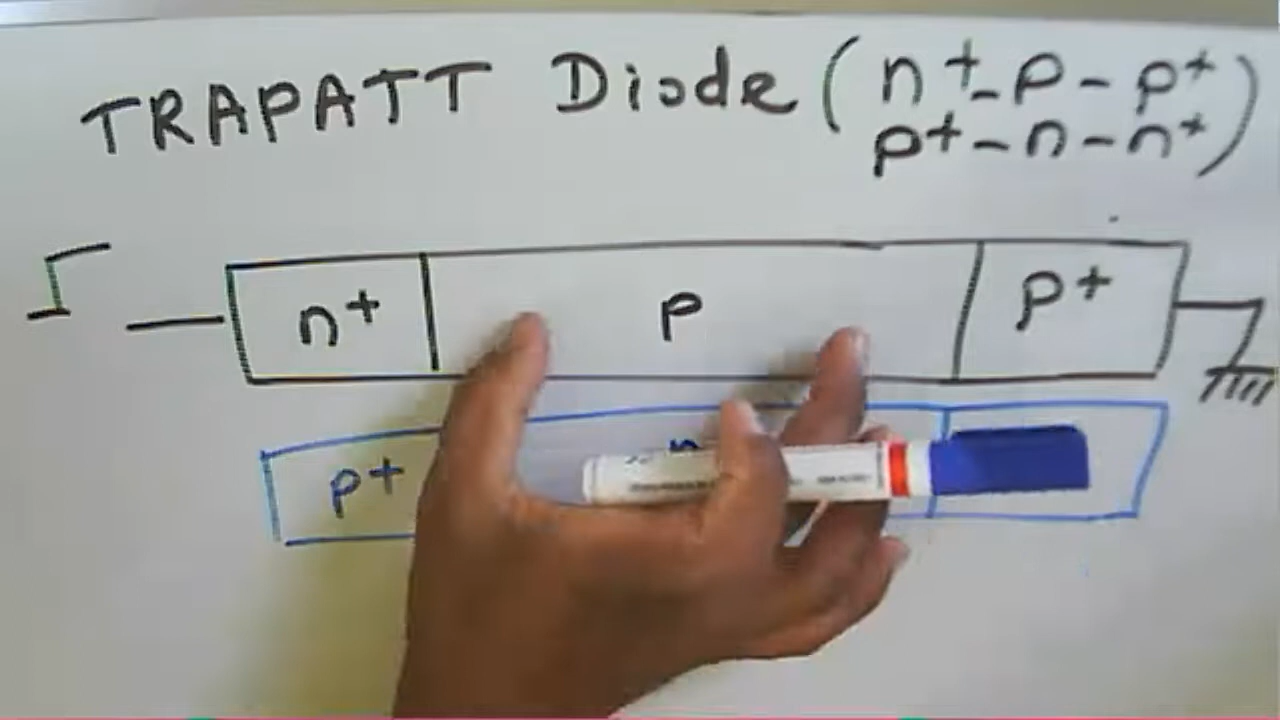 TRAPATT Diode (n+-p-p+
p+-n-n+)
n+ p p+
p+ n